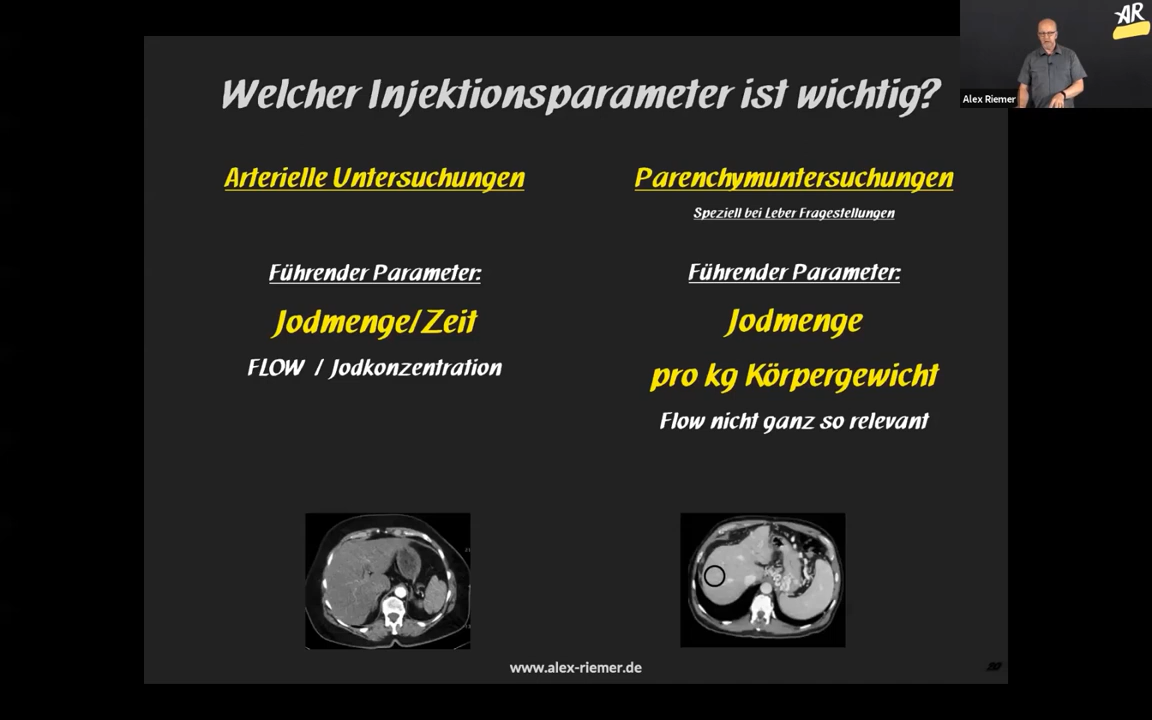 AR
Alex Riemer
Welcher Injektionsparameter ist wichtig?
Arterielle Untersuchungen
Führender Parameter:
Jodmenge/Zeit
FLOW / Jodkonzentration
Parenchymuntersuchungen
Speziell bei Leber Fragestellungen
Führender Parameter:
Jodmenge
pro kg Körpergewicht
Flow nicht ganz so relevant
www.alex-riemer.de